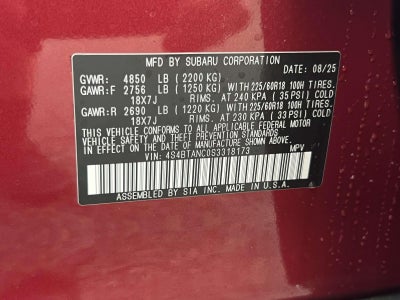 MFD BY SUBARU CORPORATION DATE: 08/25
GVWR: 4850 LB (2200 KG)
GAWR:F 2756 LB (1250 KG) WITH 225/60R18 100H TIRES.
18X7J RIMS. AT 240 KPA ( 35 PSI) COLD
GAWR:R 2690 LB (1220 KG) WITH 225/60R18 100H TIRES.
18X7J RIMS. AT 230 KPA ( 33 PSI) COLD
THIS VEHICLE CONFORMS TO ALL APPLICABLE FEDERAL MOTOR
VEHICLE SAFETY AND THEFT PREVENTION STANDARDS
IN EFFECT ON THE DATE OF MANUFACTURE SHOWN ABOVE.
VIN: 4S4BTANC0S3318173 MPV
ASSEMBLED BY SIA INC. MADE IN U.S.A.